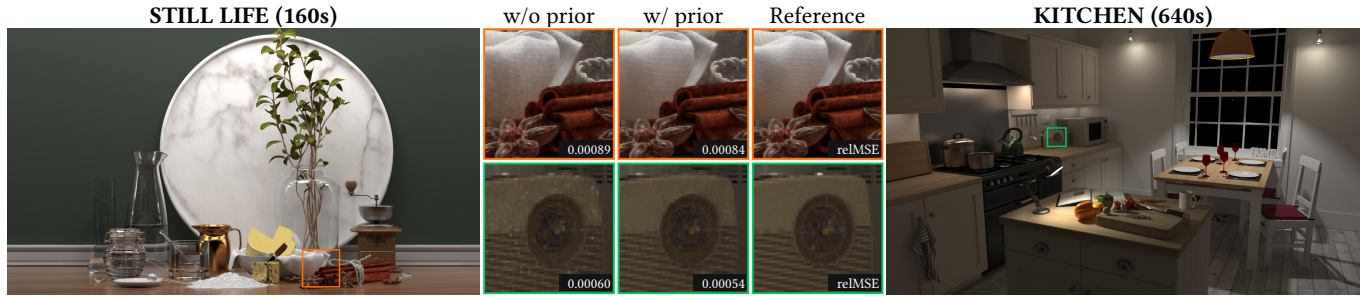 STILL LIFE (160s)
w/o prior
w/ prior
Reference
KITCHEN (640s)
0.00089
0.00084
relMSE
0.00060
0.00054
relMSE